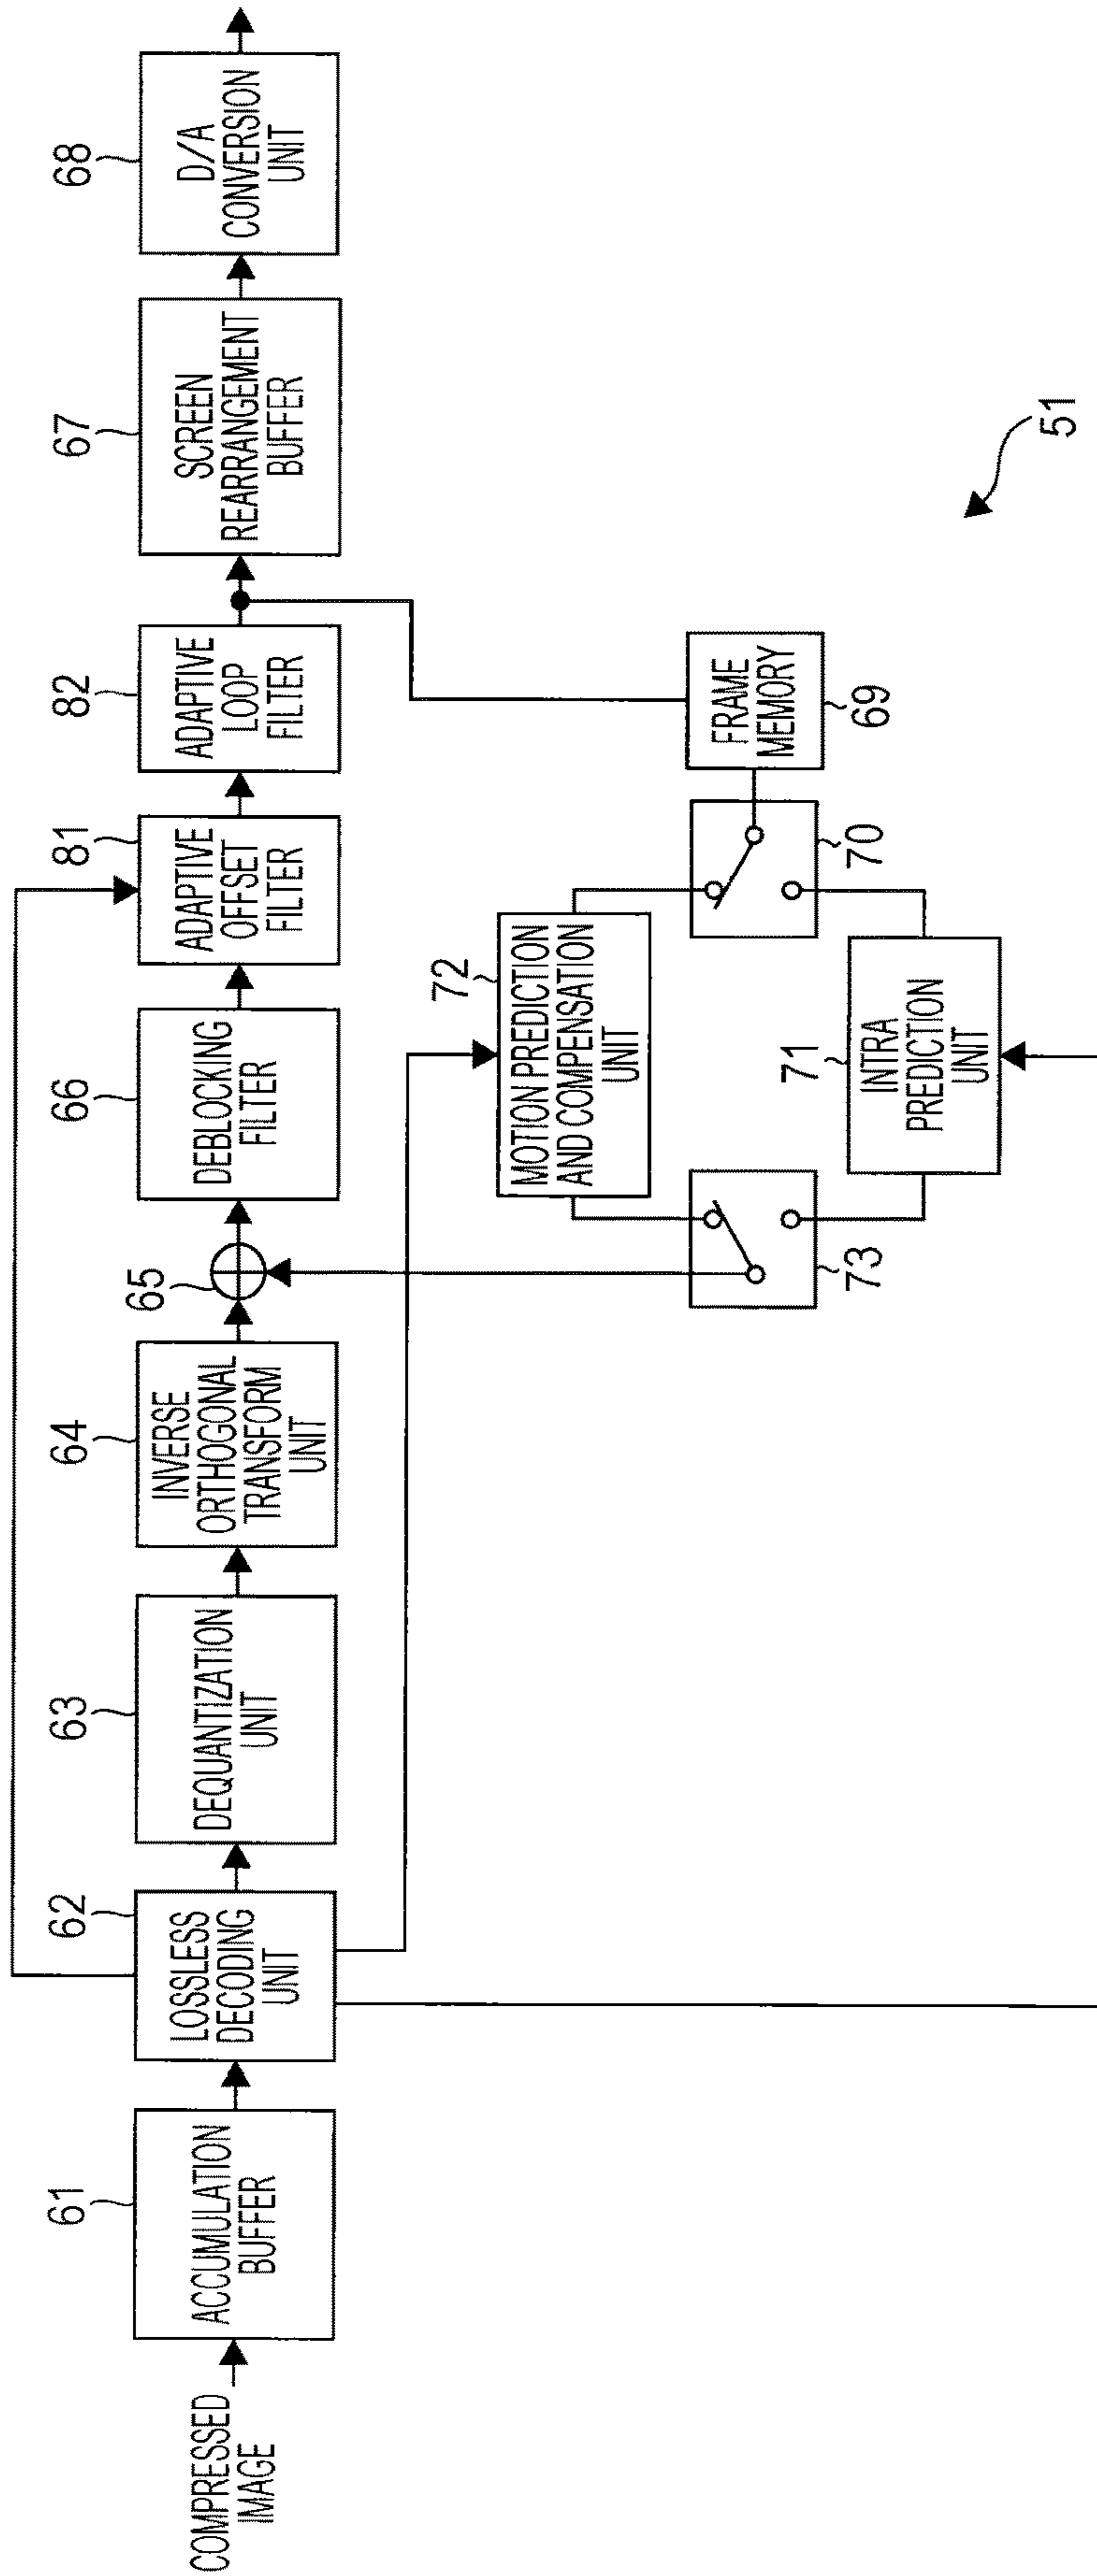 COMPRESSED
IMAGE
61
ACCUMULATION
BUFFER
62
LOSSLESS
DECODING
UNIT
63
DEQUANTIZATION
UNIT
64
INVERSE
ORTHOGONAL
TRANSFORM
UNIT
65
66
DEBLOCKING
FILTER
81
ADAPTIVE
OFFSET
FILTER
82
ADAPTIVE
LOOP
FILTER
67
SCREEN
REARRANGEMENT
BUFFER
68
D/A
CONVERSION
UNIT
72
MOTION PREDICTION
AND COMPENSATION
UNIT
73
71
INTRA
PREDICTION
UNIT
70
FRAME
MEMORY
69
51